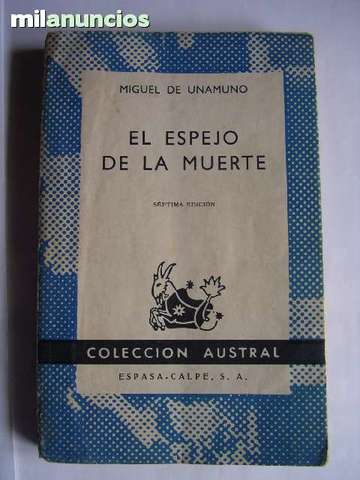 milanuncios
MIGUEL DE UNAMUNO
EL ESPEJO
DE LA MUERTE
SÉPTIMA EDICIÓN
COLECCION AUSTRAL
ESPASA-CALPE, S. A.